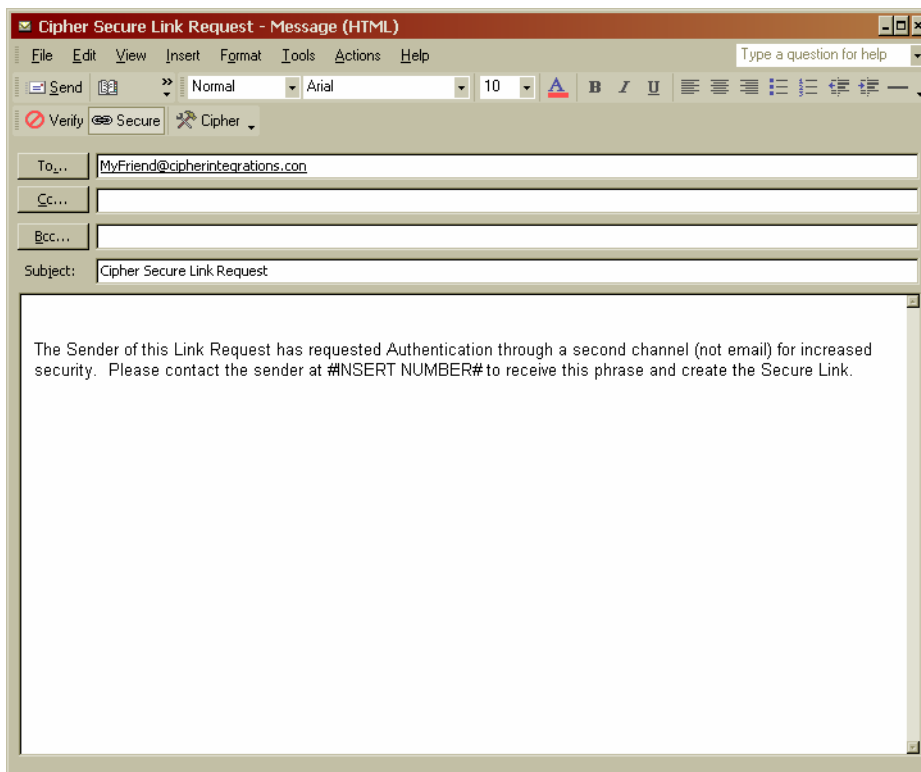 Cipher Secure Link Request - Message (HTML)
File Edit View Insert Format Tools Actions Help Type a question for help
Send Normal Arial 10 A B I U
Verify Secure Cipher
To... MyFriend@cipherintegrations.con
Cc...
Bcc...
Subject: Cipher Secure Link Request
The Sender of this Link Request has requested Authentication through a second channel (not email) for increased
security. Please contact the sender at #INSERT NUMBER# to receive this phrase and create the Secure Link.